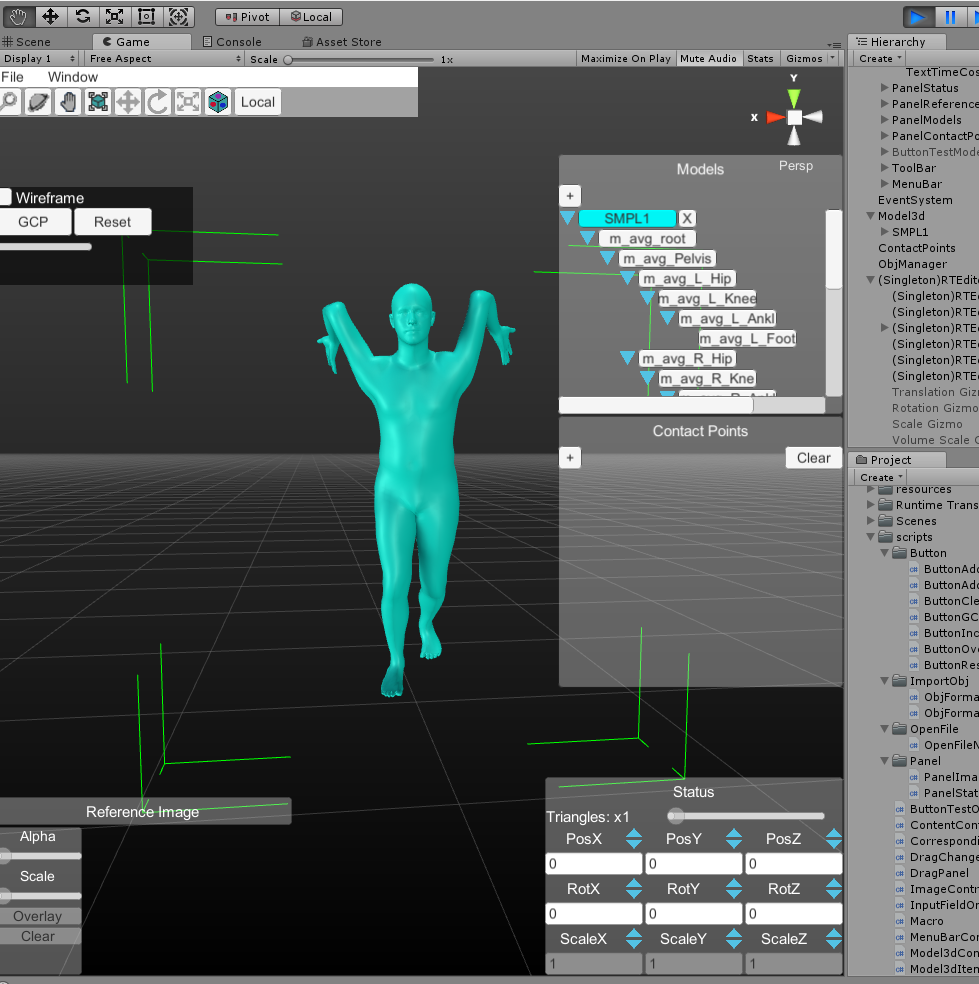 Pivot Local
Scene Game Console Asset Store
Display 1 Free Aspect Scale 1x Maximize On Play Mute Audio Stats Gizmos
File Window
Local
Y
X
Persp
Wireframe
GCP Reset
Models
+
SMPL1 X
m_avg_root
m_avg_Pelvis
m_avg_L_Hip
m_avg_L_Knee
m_avg_L_Ankl
m_avg_L_Foot
m_avg_R_Hip
m_avg_R_Kne
Contact Points
+ Clear
Reference Image
Alpha
Scale
Overlay
Clear
Status
Triangles: x1
PosX PosY PosZ
0 0 0
RotX RotY RotZ
0 0 0
ScaleX ScaleY ScaleZ
1 1 1
Hierarchy
Create
TextTimeCos
PanelStatus
PanelReference
PanelModels
PanelContactPo
ButtonTestMode
ToolBar
MenuBar
EventSystem
Model3d
SMPL1
ContactPoints
ObjManager
(Singleton)RTEdito
(Singleton)RTE
(Singleton)RTE
(Singleton)RTE
(Singleton)RTE
(Singleton)RTE
(Singleton)RTE
Translation Giz
Rotation Gizmo
Scale Gizmo
Volume Scale G
Project
Create
resources
Runtime Trans
Scenes
scripts
Button
ButtonAdd
ButtonAdd
ButtonCle
ButtonGC
ButtonInc
ButtonOve
ButtonRes
ImportObj
ObjForma
ObjForma
OpenFile
OpenFileN
Panel
PanelIma
PanelStat
ButtonTestO
ContentCont
Correspondi
DragChange
DragPanel
ImageContr
InputFieldOn
Macro
MenuBarCon
Model3dCon
Model3dItem